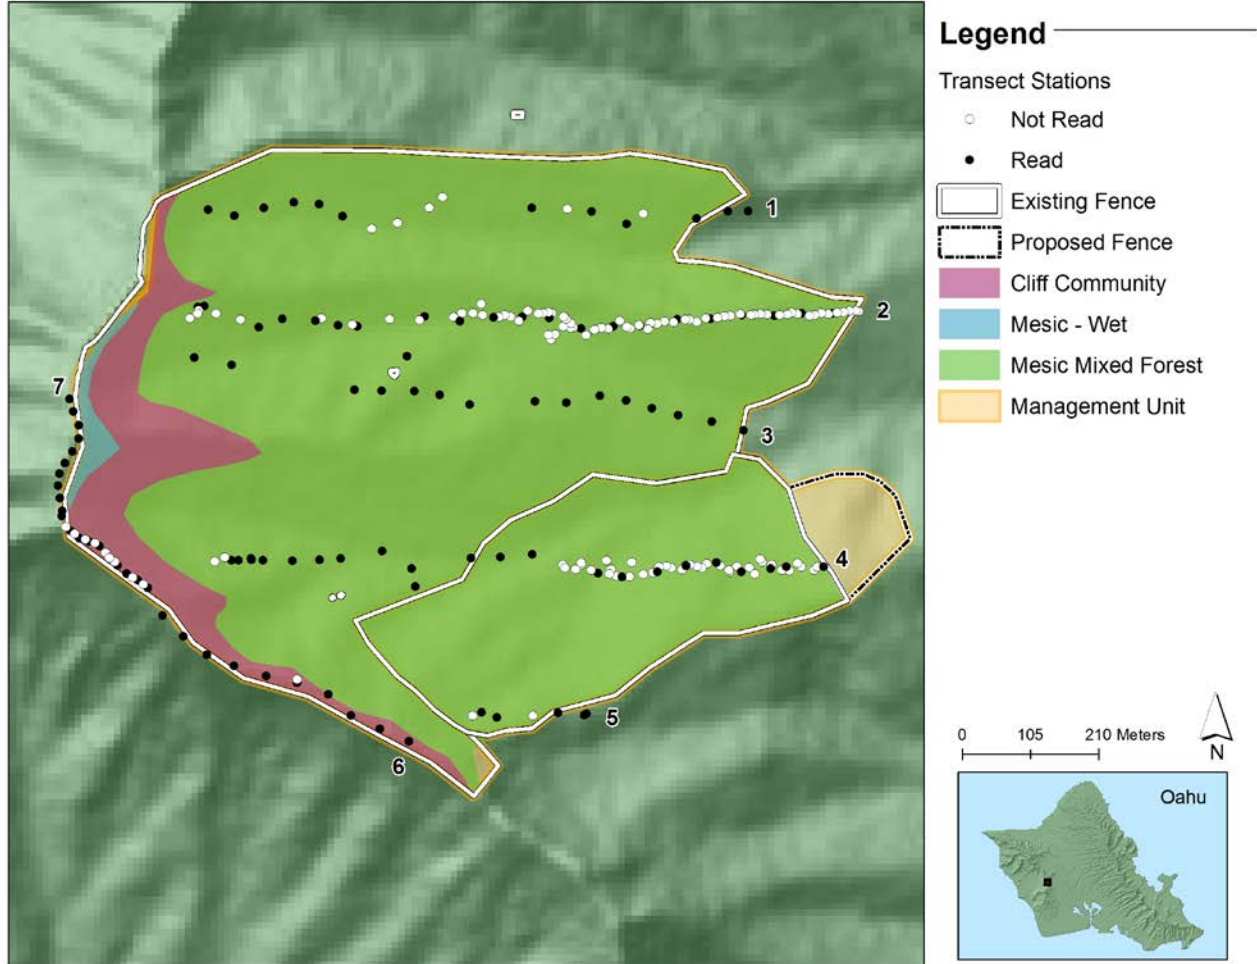 Legend
Transect Stations
Not Read
Read
Existing Fence
Proposed Fence
Cliff Community
Mesic - Wet
Mesic Mixed Forest
Management Unit
1
2
7
3
4
5
6
0 105 210 Meters
N
Oahu